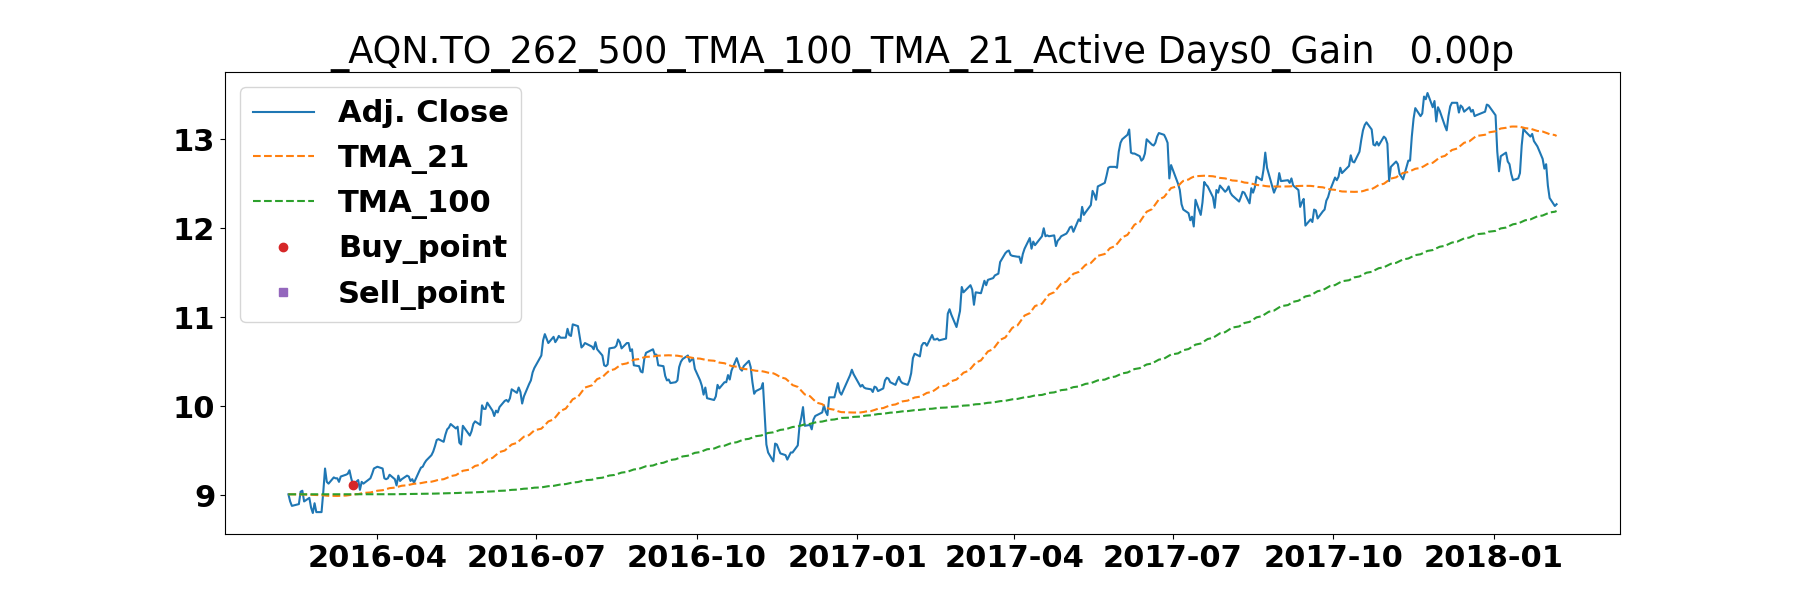 _AQN.TO_262_500_TMA_100_TMA_21_Active Days0_Gain   0.00p
Adj. Close
TMA_21
TMA_100
Buy_point
Sell_point
13
12
11
10
9
2016-04 2016-07 2016-10 2017-01 2017-04 2017-07 2017-10 2018-01